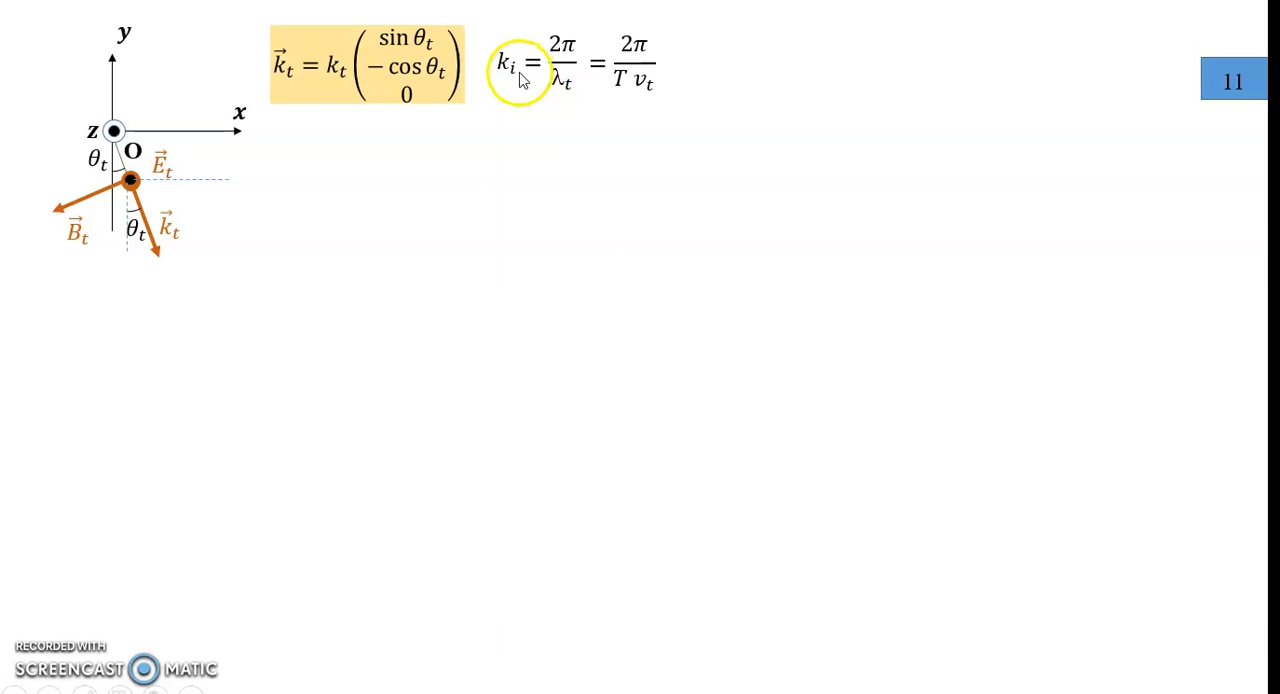 y
x
z
O
θt
E⃗t
B⃗t
θt
k⃗t
k⃗t = kt ( sin θt
− cos θt
0 )
ki = 2π / λt = 2π / T vt
11
RECORDED WITH
SCREENCAST MATIC